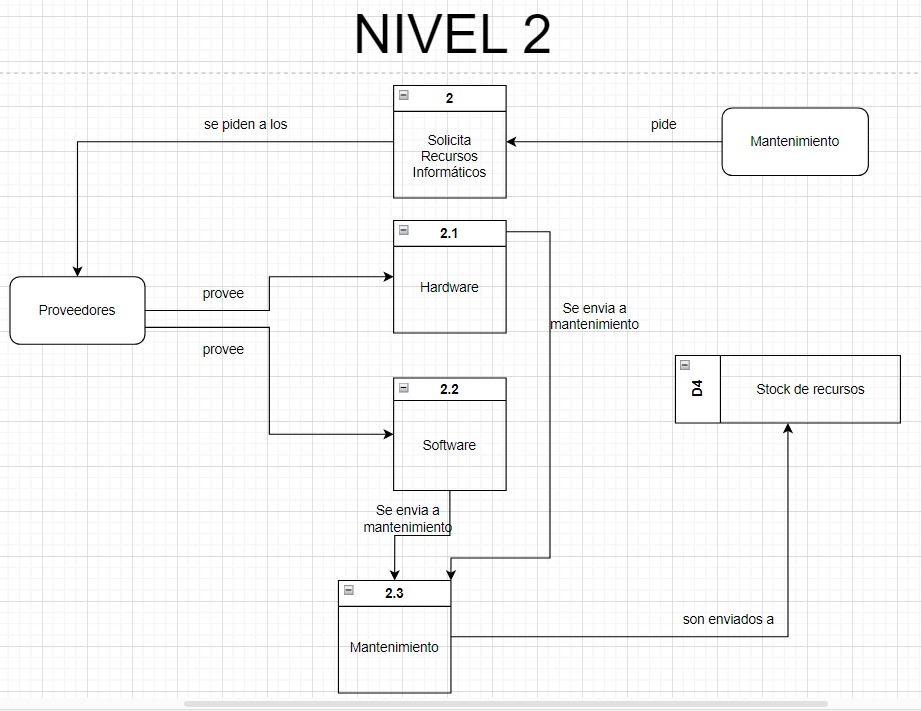 NIVEL 2
2
se piden a los
pide
Solicita
Recursos
Informáticos
Mantenimiento
2.1
Hardware
provee
Proveedores
Se envia a
mantenimiento
provee
2.2
D4
Stock de recursos
Software
Se envia a
mantenimiento
2.3
son enviados a
Mantenimiento